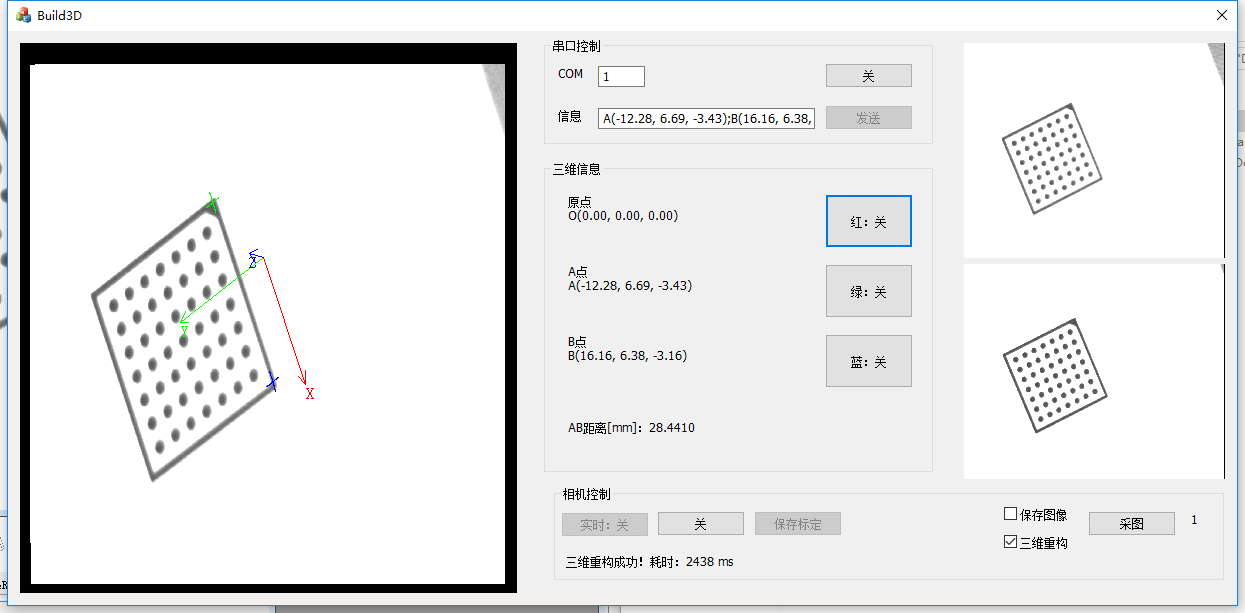 Build3D
串口控制
COM 1 关
信息 A(-12.28, 6.69, -3.43);B(16.16, 6.38, 发送
三维信息
原点
O(0.00, 0.00, 0.00)
红：关
A点
A(-12.28, 6.69, -3.43)
绿：关
B点
B(16.16, 6.38, -3.16)
蓝：关
AB距离[mm]：28.4410
Z
Y
X
相机控制
实时：关 关 保存标定
保存图像
三维重构
采图 1
三维重构成功！耗时：2438 ms